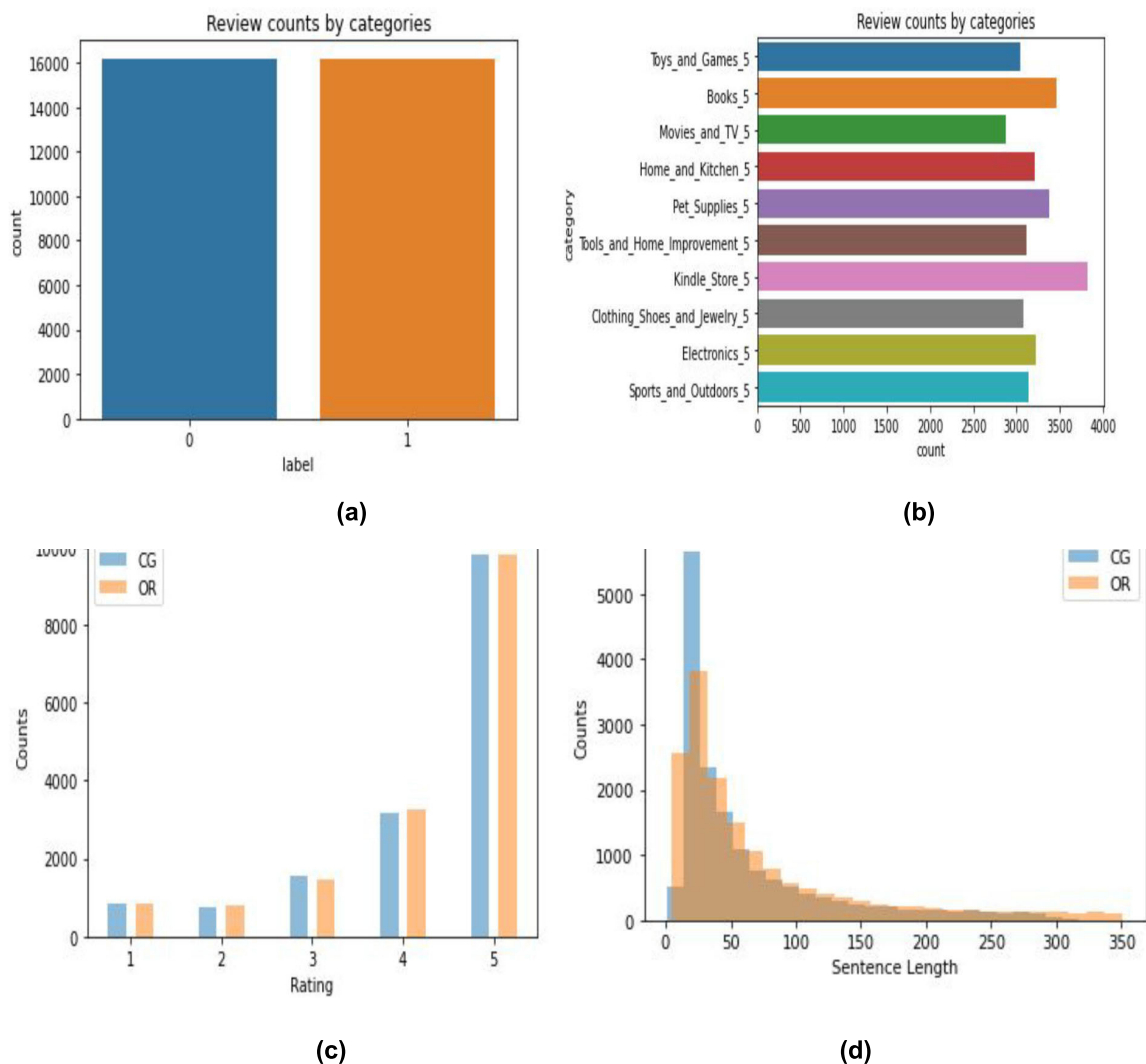 Review counts by categories
16000
14000
12000
10000
8000
6000
4000
2000
0
count
0 1
label
(a)
Review counts by categories
Toys_and_Games_5
Books_5
Movies_and_TV_5
Home_and_Kitchen_5
Pet_Supplies_5
Tools_and_Home_Improvement_5
Kindle_Store_5
Clothing_Shoes_and_Jewelry_5
Electronics_5
Sports_and_Outdoors_5
category
0 500 1000 1500 2000 2500 3000 3500 4000
count
(b)
10000
8000
6000
4000
2000
0
Counts
CG
OR
1 2 3 4 5
Rating
(c)
5000
4000
3000
2000
1000
0
Counts
CG
OR
0 50 100 150 200 250 300 350
Sentence Length
(d)